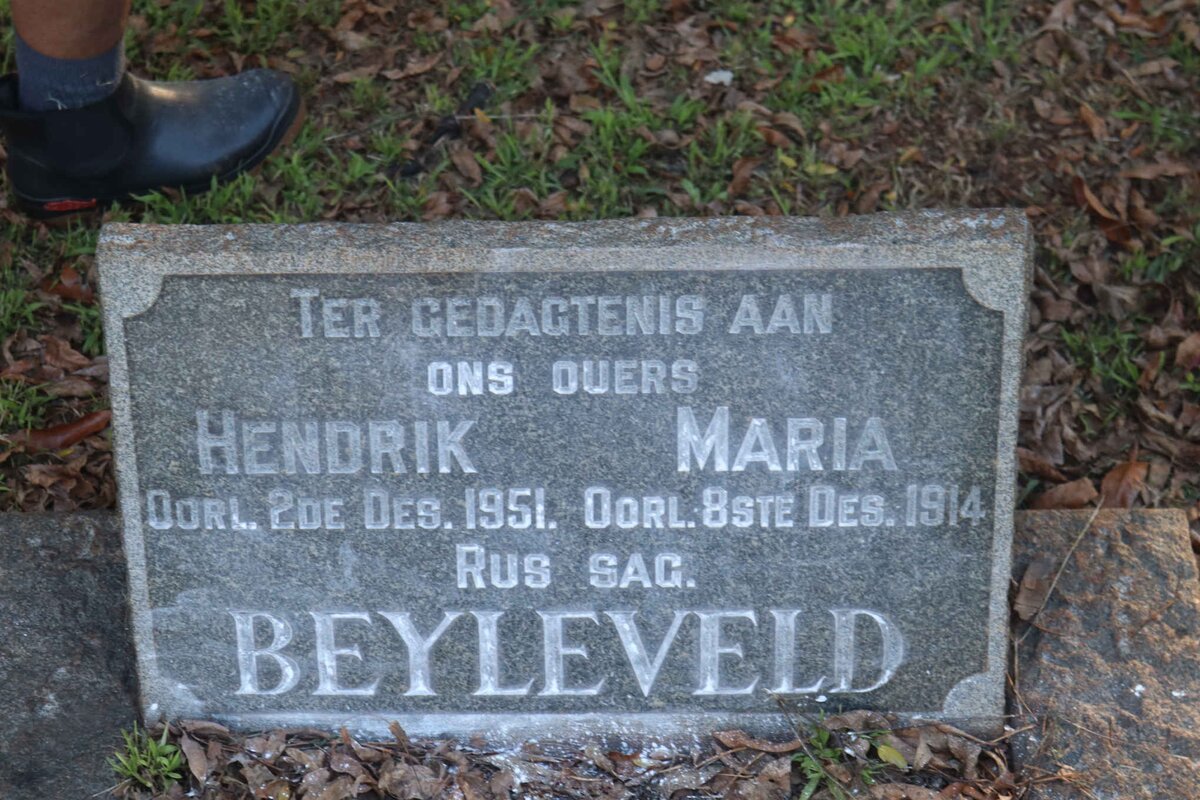 TER GEDAGTENIS AAN
ONS OUERS
HENDRIK MARIA
OORL. 2DE DES. 1951. OORL. 8STE DES. 1914
RUS SAG.
BEYLEVELD